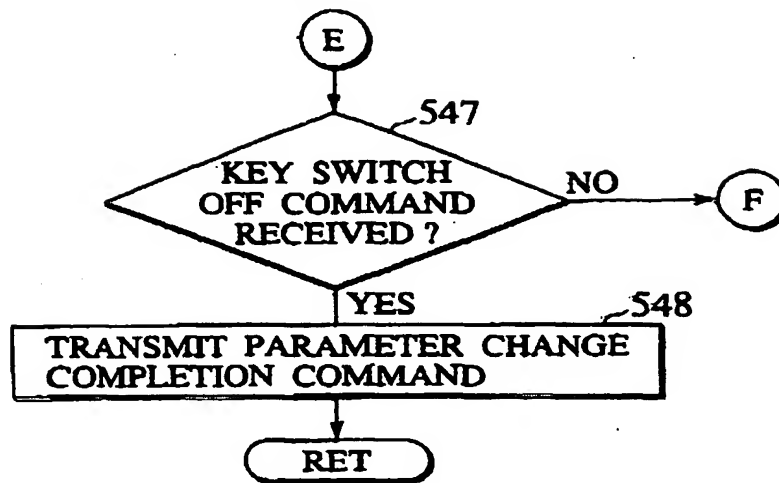 E
547
KEY SWITCH
OFF COMMAND
RECEIVED ?
NO
F
YES
548
TRANSMIT PARAMETER CHANGE
COMPLETION COMMAND
RET